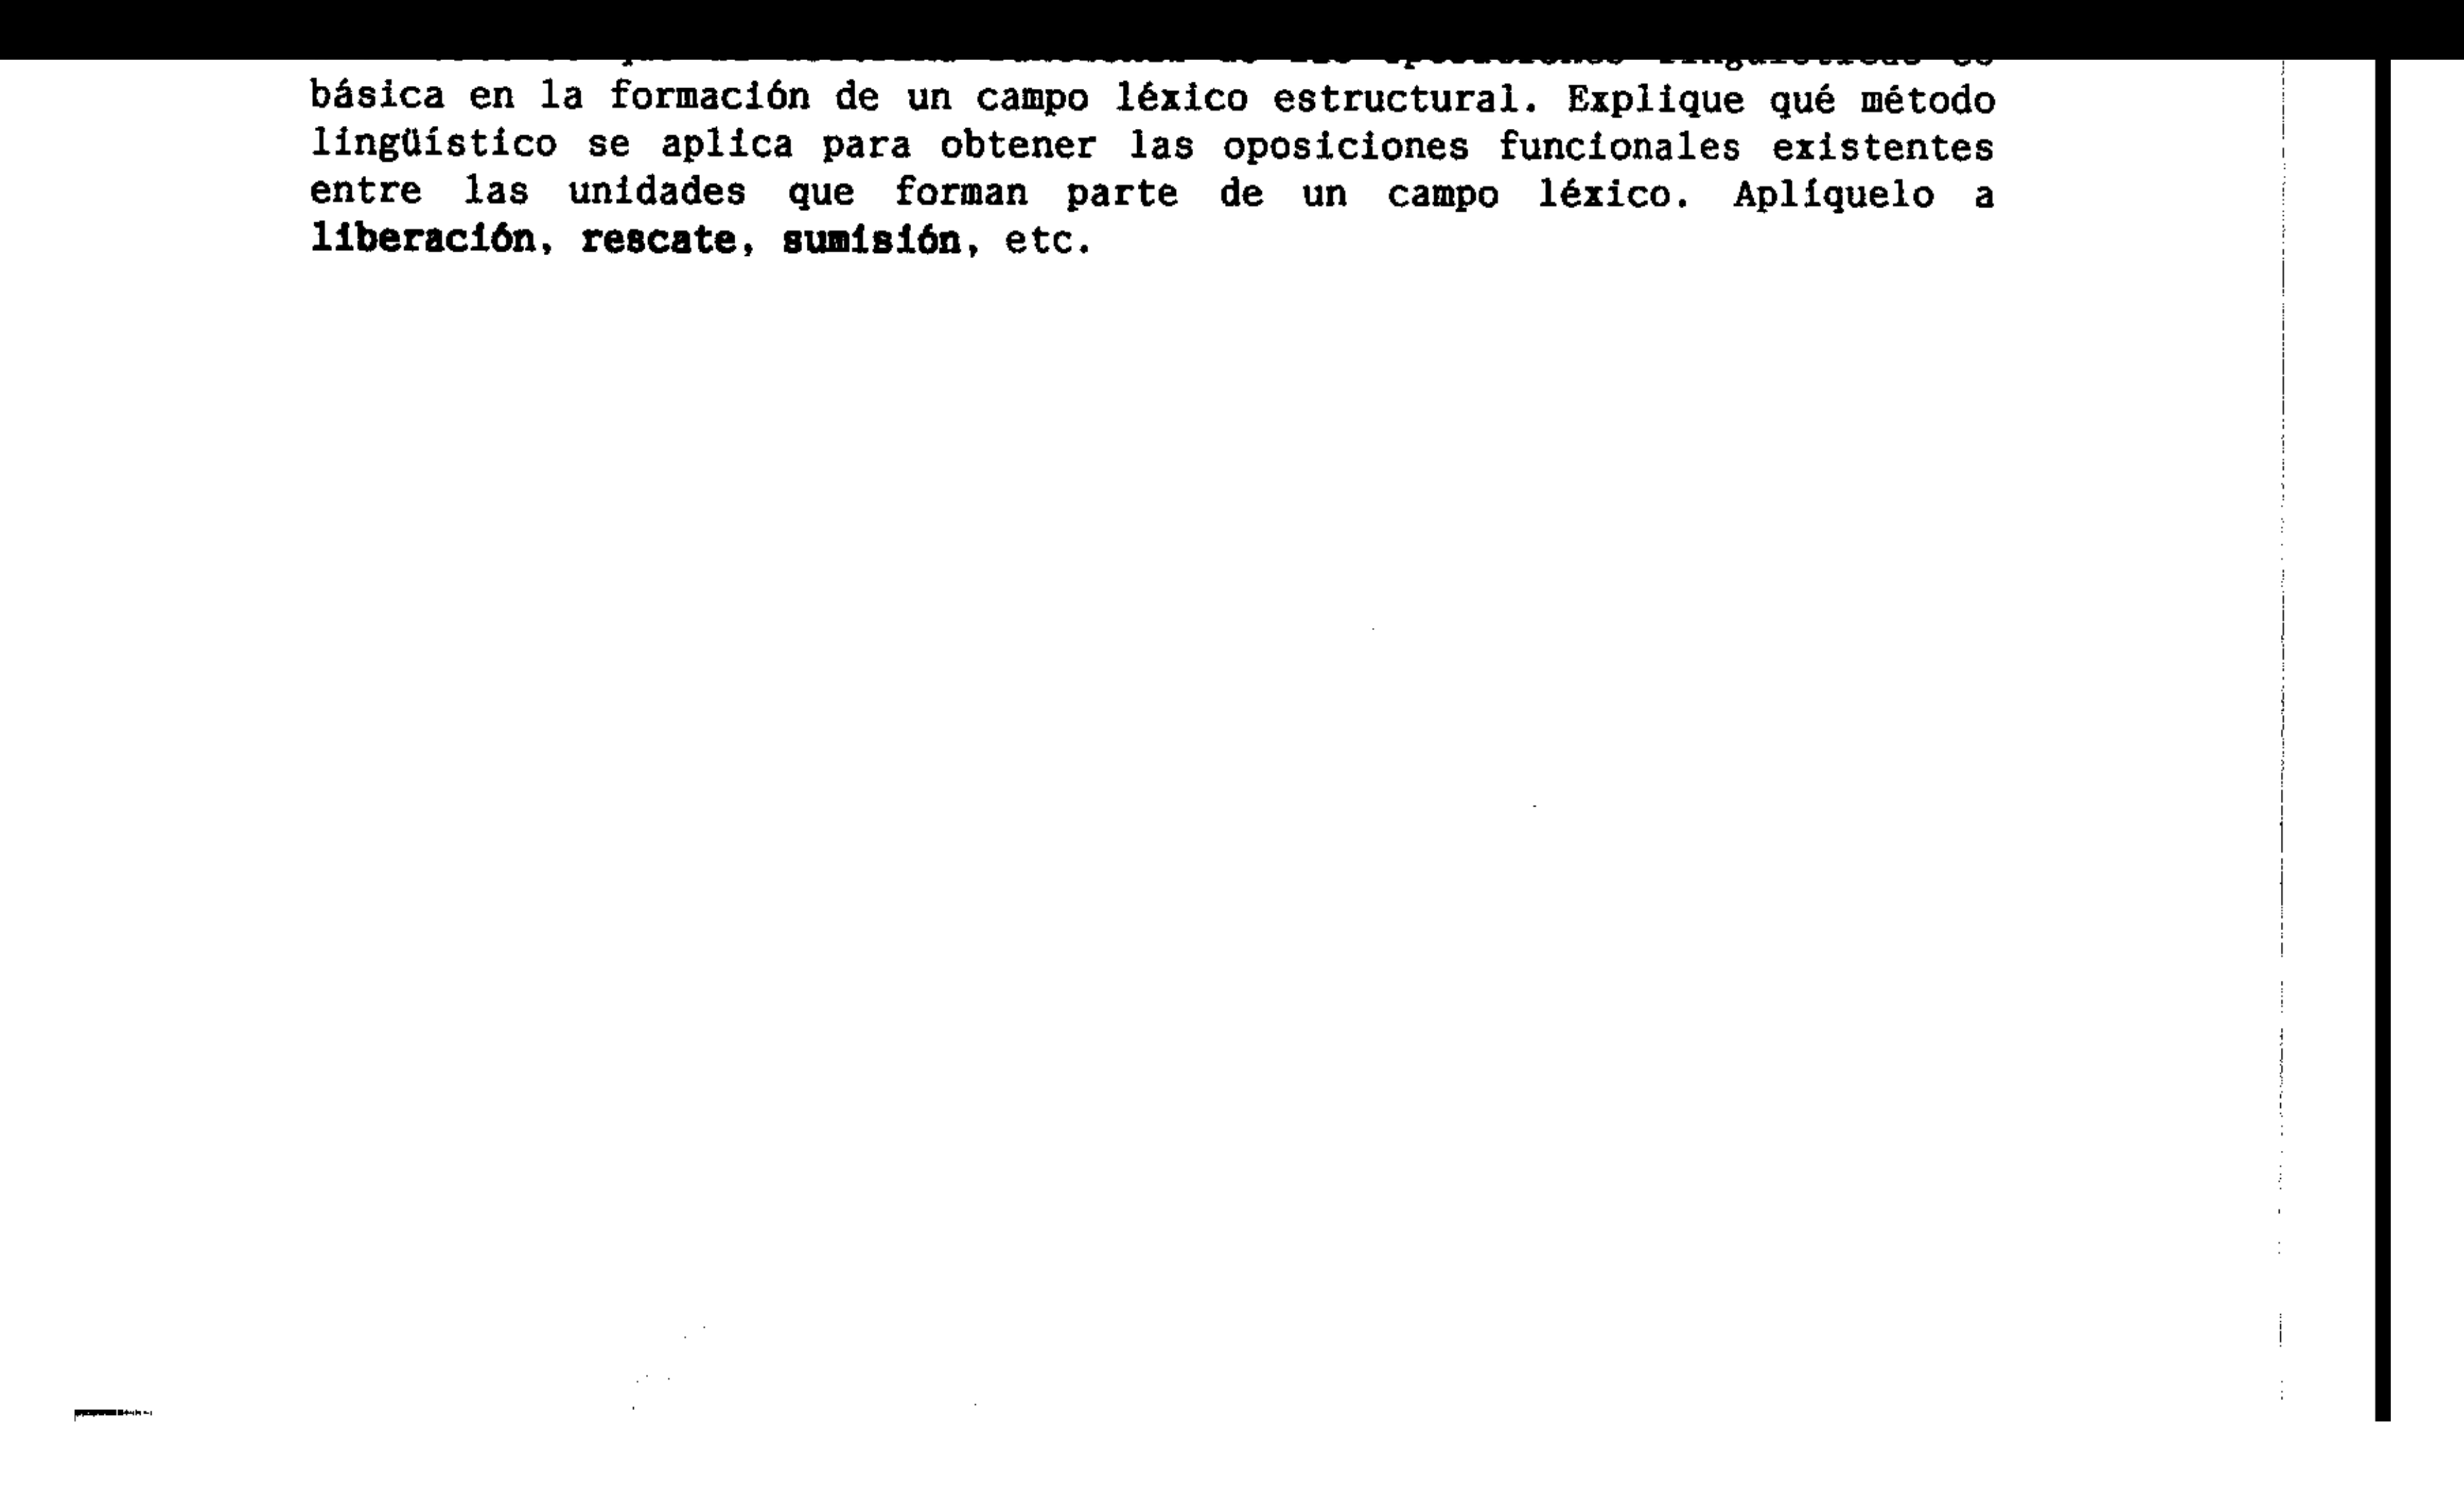 básica en la formación de un campo léxico estructural. Explique qué método
lingüístico se aplica para obtener las oposiciones funcionales existentes
entre las unidades que forman parte de un campo léxico. Aplíquelo a
liberación, rescate, sumisión, etc.